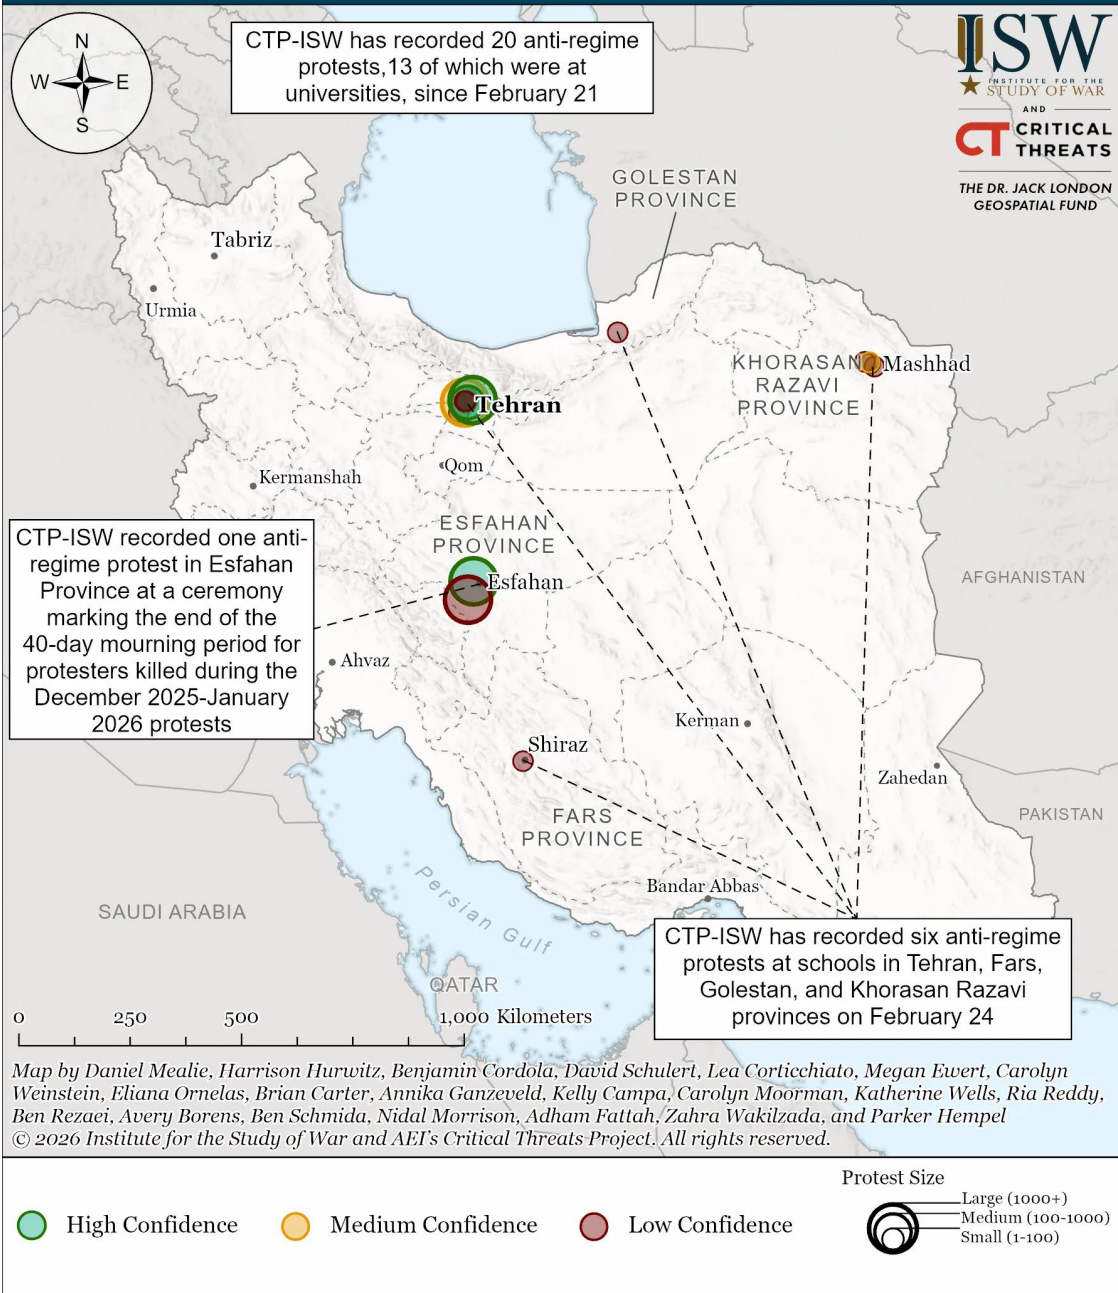 CTP-ISW has recorded 20 anti-regime
protests,13 of which were at
universities, since February 21
N
W
E
S
ISW
INSTITUTE FOR THE
STUDY OF WAR
AND
CT CRITICAL
THREATS
THE DR. JACK LONDON
GEOSPATIAL FUND
GOLESTAN
PROVINCE
Tabriz
Urmia
KHORASAN
RAZAVI
PROVINCE
Mashhad
Tehran
Qom
Kermanshah
ESFAHAN
PROVINCE
Esfahan
AFGHANISTAN
CTP-ISW recorded one anti-
regime protest in Esfahan
Province at a ceremony
marking the end of the
40-day mourning period for
protesters killed during the
December 2025-January
2026 protests
Ahvaz
Kerman
Shiraz
Zahedan
FARS
PROVINCE
PAKISTAN
Bandar Abbas
SAUDI ARABIA
Persian Gulf
QATAR
CTP-ISW has recorded six anti-regime
protests at schools in Tehran, Fars,
Golestan, and Khorasan Razavi
provinces on February 24
0 250 500 1,000 Kilometers
Map by Daniel Mealie, Harrison Hurwitz, Benjamin Cordola, David Schulert, Lea Corticchiato, Megan Ewert, Carolyn
Weinstein, Eliana Ornelas, Brian Carter, Annika Ganzeveld, Kelly Campa, Carolyn Moorman, Katherine Wells, Ria Reddy,
Ben Rezaei, Avery Borens, Ben Schmida, Nidal Morrison, Adham Fattah, Zahra Wakilzada, and Parker Hempel
© 2026 Institute for the Study of War and AEI's Critical Threats Project. All rights reserved.
High Confidence
Medium Confidence
Low Confidence
Protest Size
Large (1000+)
Medium (100-1000)
Small (1-100)